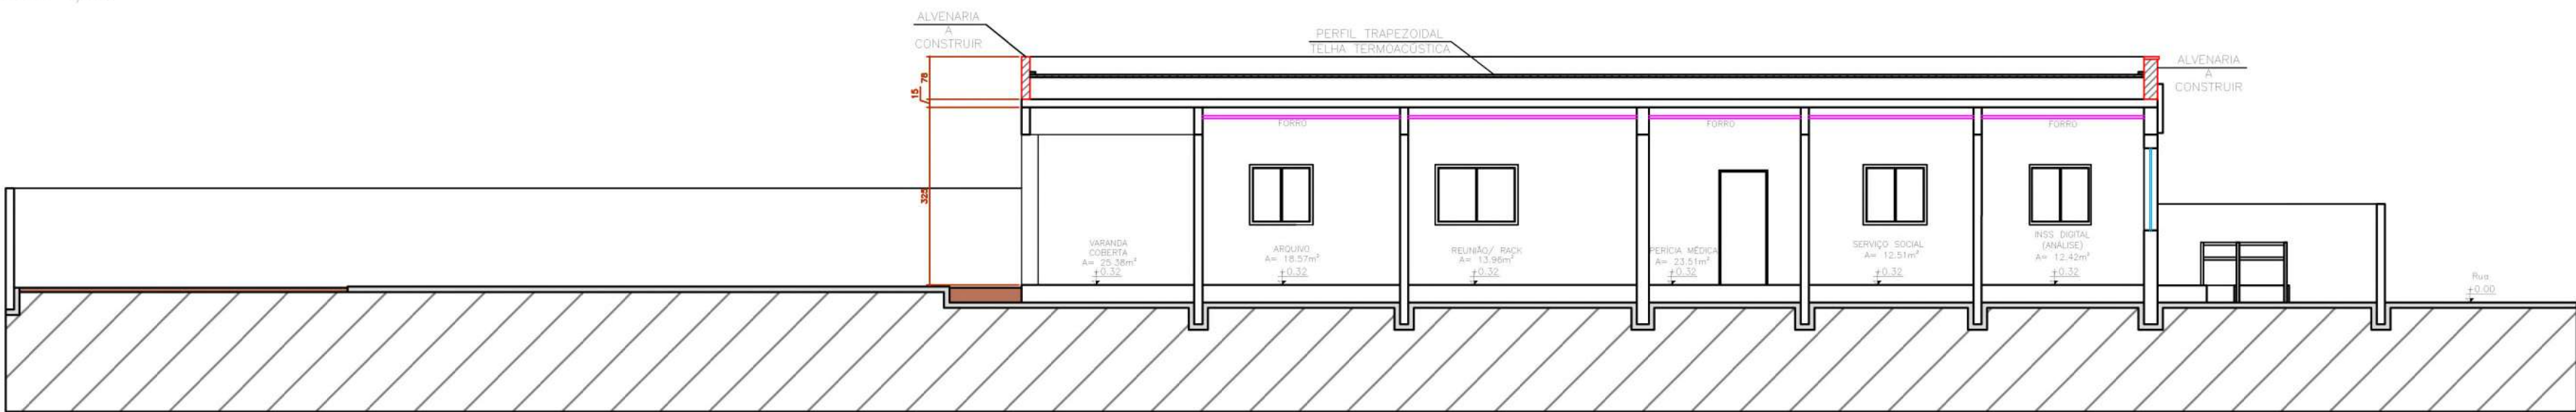 ALVENARIA
A
CONSTRUIR
PERFIL TRAPEZOIDAL
TELHA TERMOACÚSTICA
ALVENARIA
A
CONSTRUIR
78
15
325
FORRO
FORRO
FORRO
VARANDA
COBERTA
A= 25.38m²
+0.32
ARQUIVO
A= 18.57m²
+0.32
REUNIÃO/ RACK
A= 13.96m²
+0.32
PERÍCIA MÉDICA
A= 23.51m²
+0.32
SERVIÇO SOCIAL
A= 12.51m²
+0.32
INSS DIGITAL
(ANÁLISE)
A= 12.42m²
+0.32
Rua
+0.00